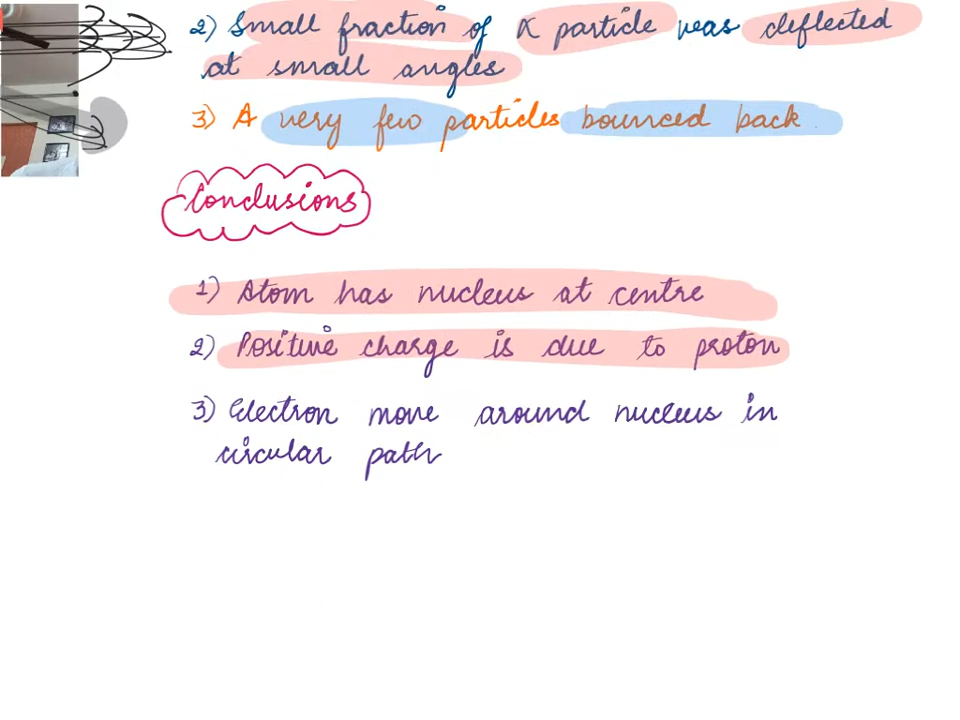 2) Small fraction of α particle was deflected
at small angles
3) A very few particles bounced back.
Conclusions
1) Atom has nucleus at centre
2) Positive charge is due to proton
3) Electron move around nucleus in
circular path